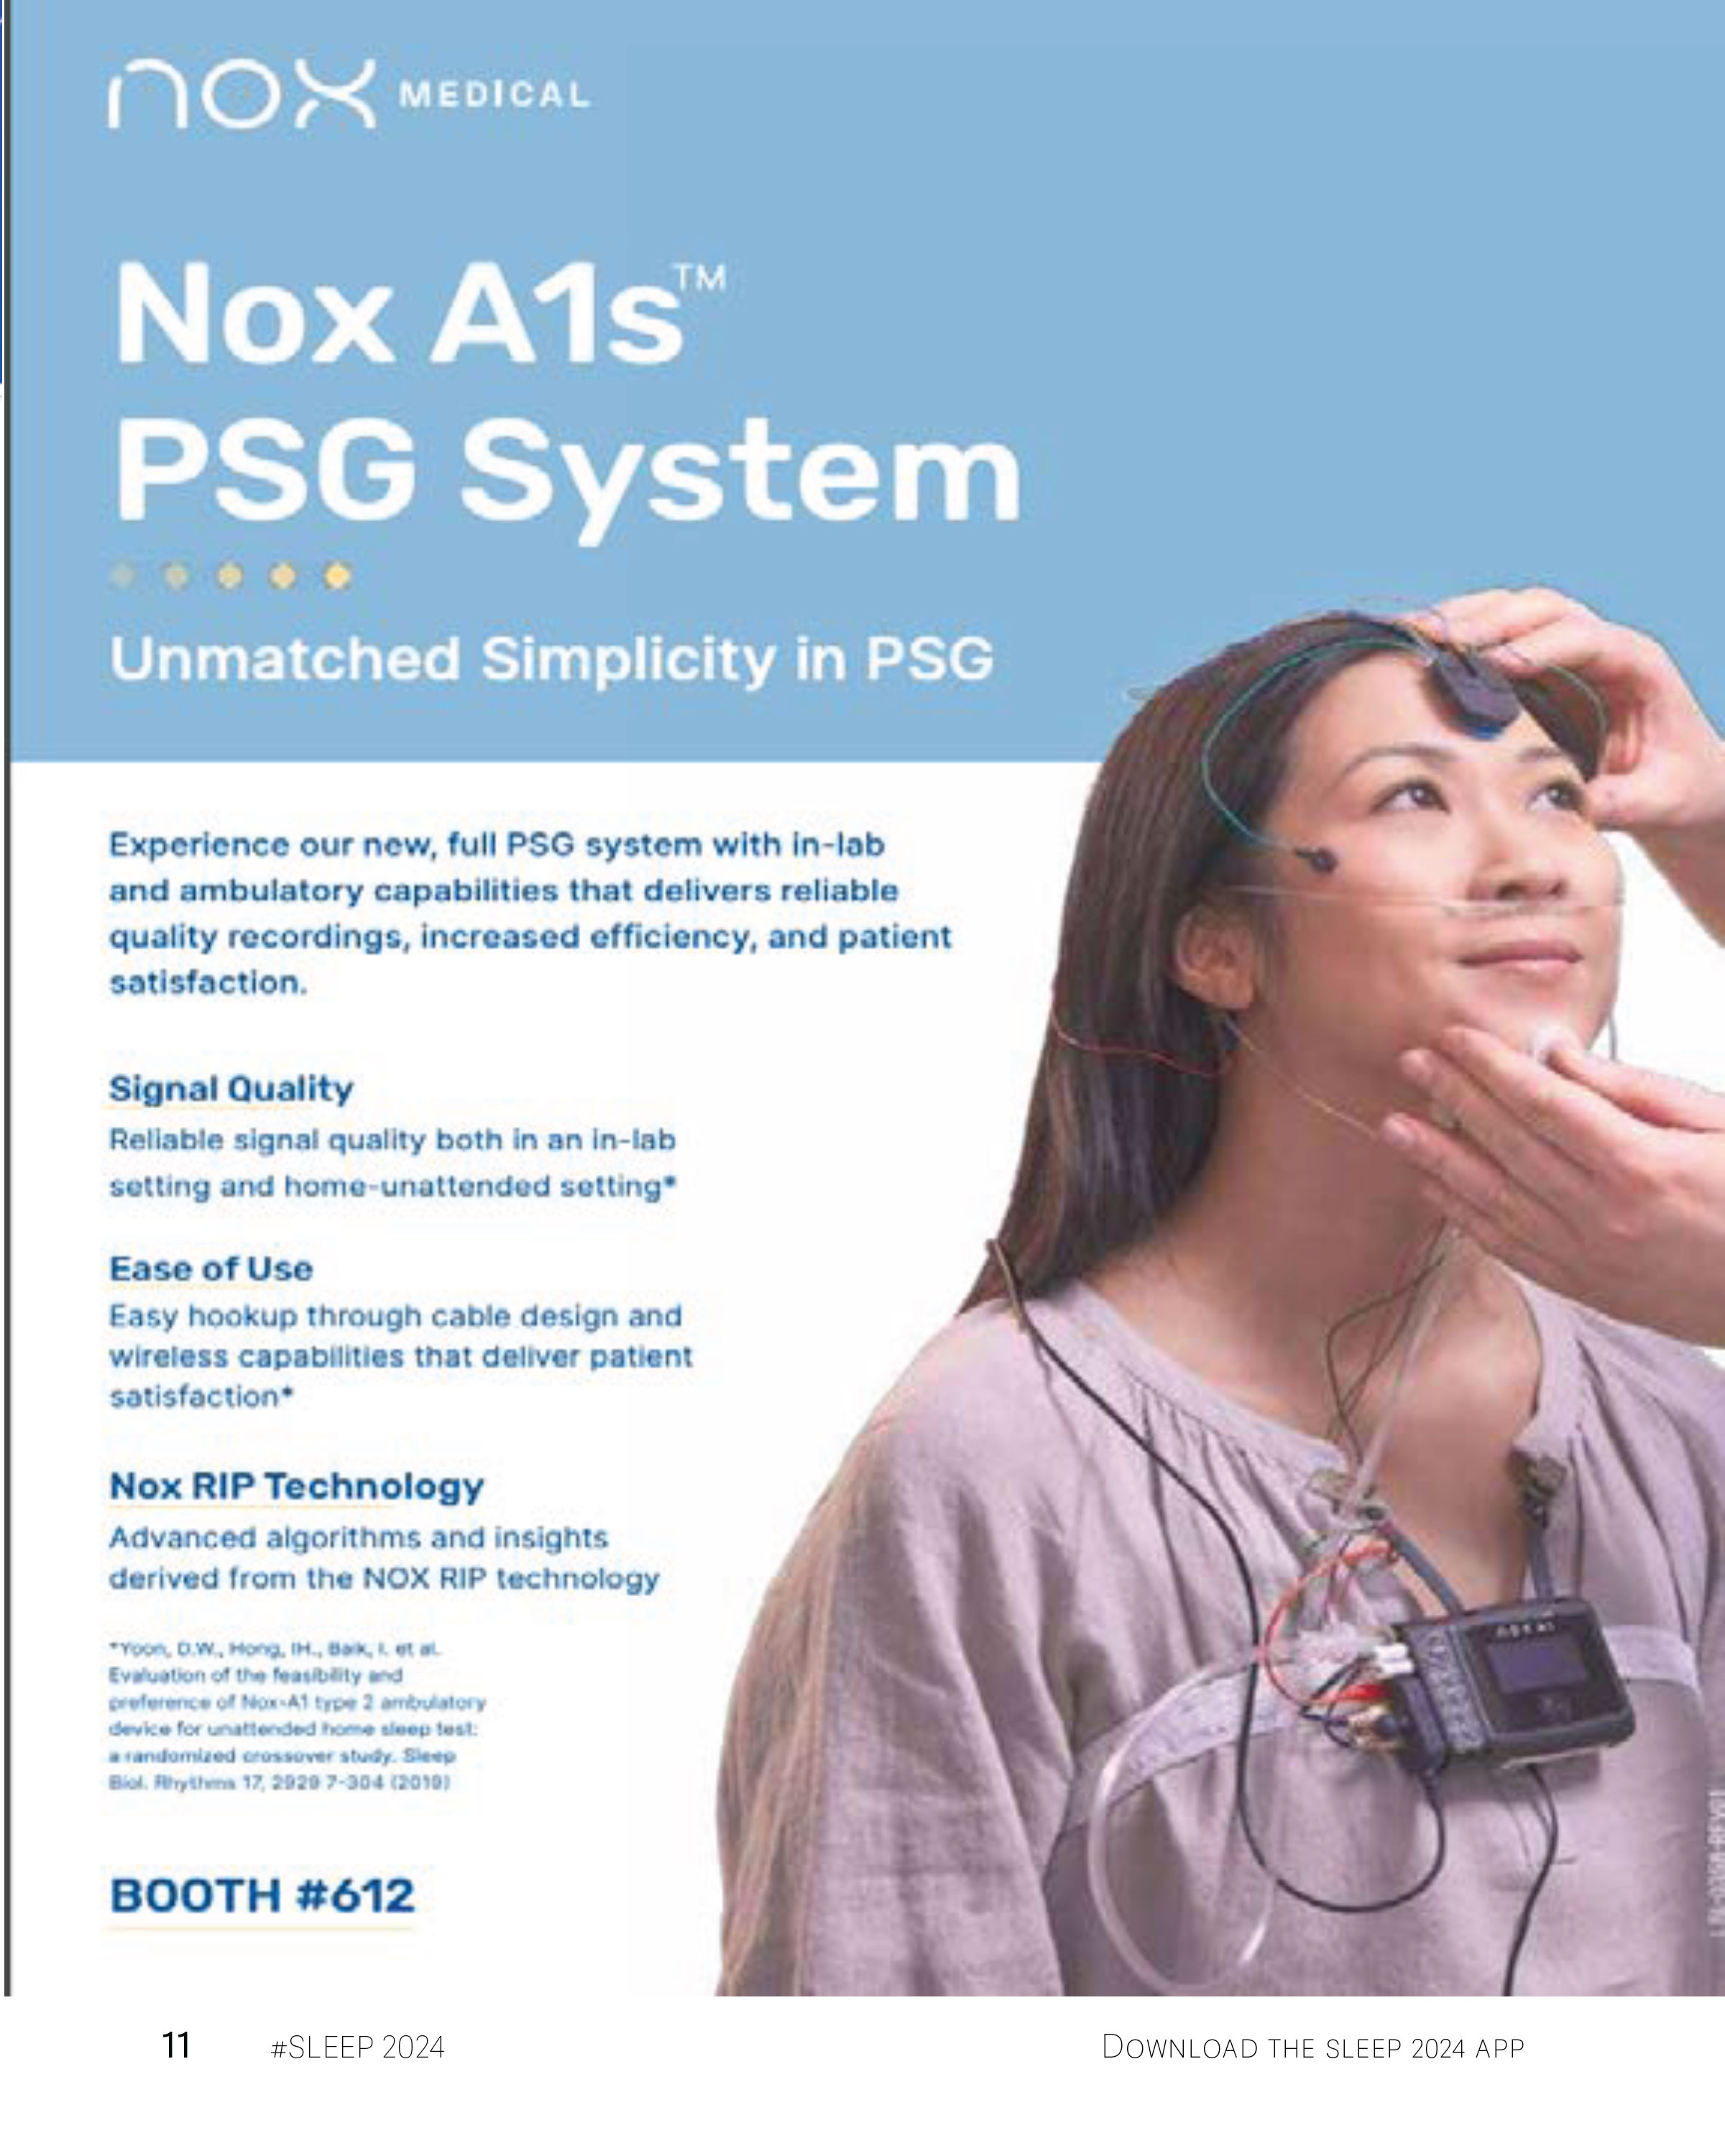 nox MEDICAL
Nox A1s™
PSG System
Unmatched Simplicity in PSG
Experience our new, full PSG system with in-lab
and ambulatory capabilities that delivers reliable
quality recordings, increased efficiency, and patient
satisfaction.
Signal Quality
Reliable signal quality both in an in-lab
setting and home-unattended setting*
Ease of Use
Easy hookup through cable design and
wireless capabilities that deliver patient
satisfaction*
Nox RIP Technology
Advanced algorithms and insights
derived from the NOX RIP technology
*Yoon, D.W., Hong, IH., Baik, I. et al.
Evaluation of the feasibility and
preference of Nox-A1 type 2 ambulatory
device for unattended home sleep test:
a randomized crossover study. Sleep
Biol. Rhythms 17, 2929 7-304 (2019)
BOOTH #612
11 #SLEEP 2024 DOWNLOAD THE SLEEP 2024 APP